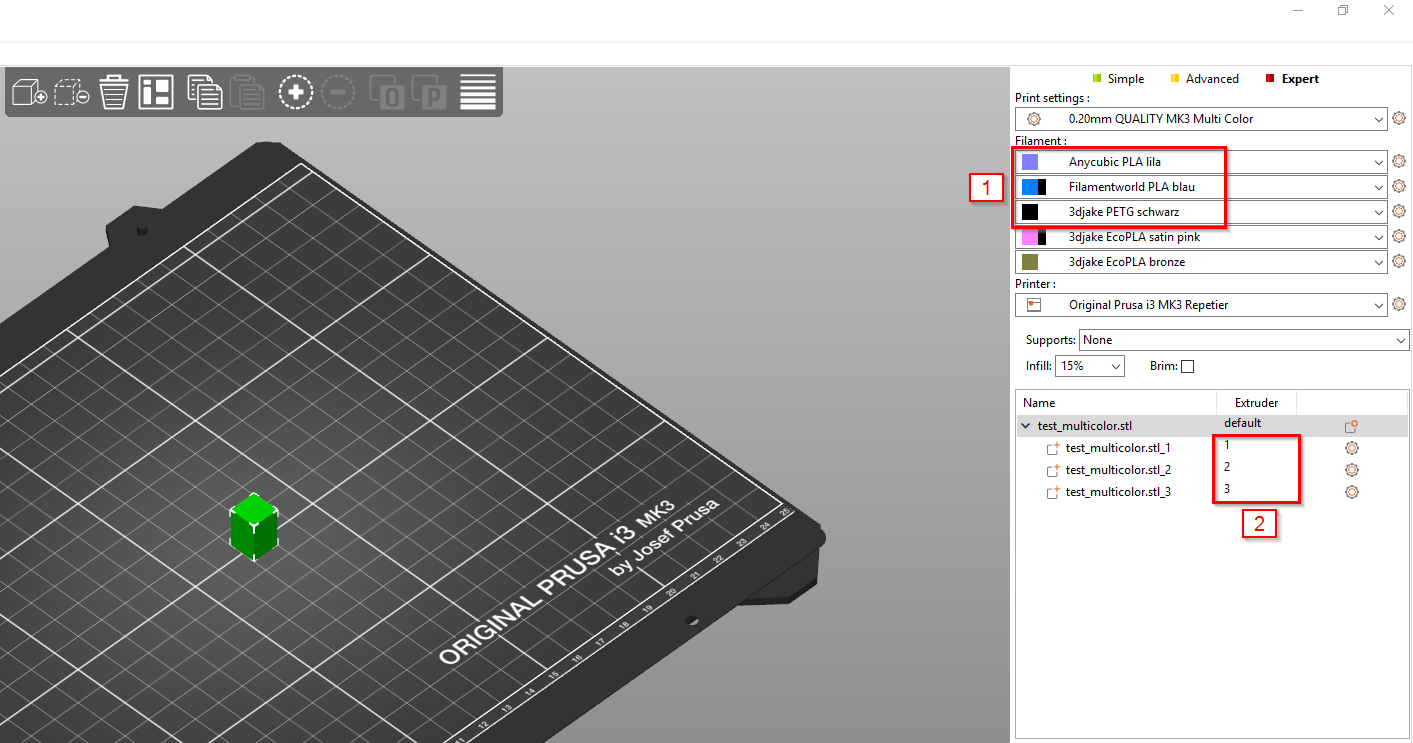 Simple Advanced Expert
Print settings :
0.20mm QUALITY MK3 Multi Color
Filament :
Anycubic PLA lila
1
Filamentworld PLA blau
3djake PETG schwarz
3djake EcoPLA satin pink
3djake EcoPLA bronze
Printer :
Original Prusa i3 MK3 Repetier
Supports: None
Infill: 15% Brim:
Name Extruder
test_multicolor.stl default
test_multicolor.stl_1 1
test_multicolor.stl_2 2
test_multicolor.stl_3 3
2
O P
ORIGINAL PRUSA i3 MK3
by Josef Prusa
11 12 13 14 15 16 17 18 19 20 21 22 23 24 25